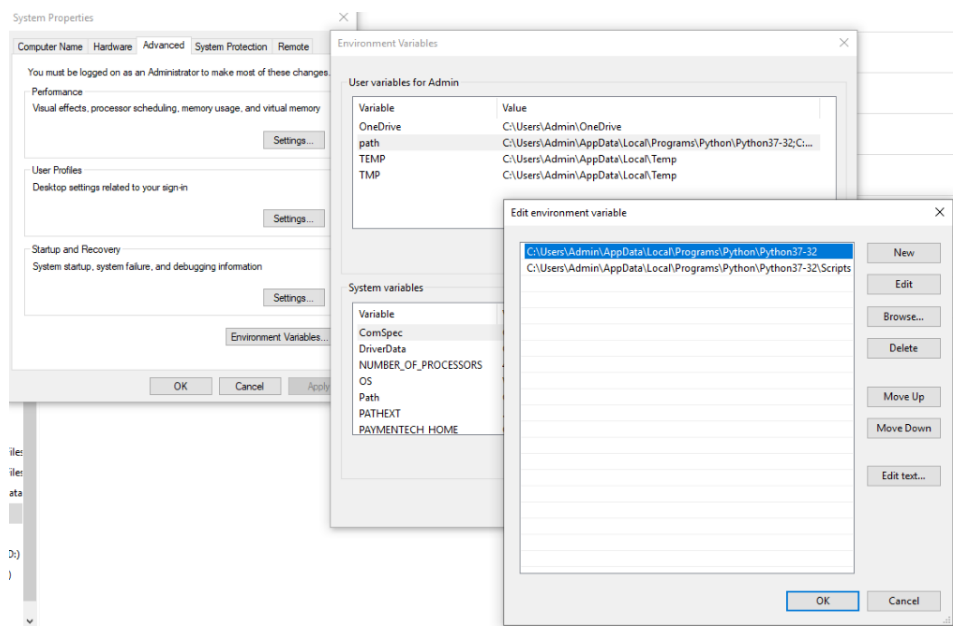 System Properties
Computer Name Hardware Advanced System Protection Remote
You must be logged on as an Administrator to make most of these changes.
Performance
Visual effects, processor scheduling, memory usage, and virtual memory
Settings...
User Profiles
Desktop settings related to your sign-in
Settings...
Startup and Recovery
System startup, system failure, and debugging information
Settings...
Environment Variables...
OK Cancel Apply
Environment Variables
User variables for Admin
Variable Value
OneDrive C:\Users\Admin\OneDrive
path C:\Users\Admin\AppData\Local\Programs\Python\Python37-32;C:...
TEMP C:\Users\Admin\AppData\Local\Temp
TMP C:\Users\Admin\AppData\Local\Temp
System variables
Variable
ComSpec
DriverData
NUMBER_OF_PROCESSORS
OS
Path
PATHEXT
PAYMENTECH_HOME
Edit environment variable
C:\Users\Admin\AppData\Local\Programs\Python\Python37-32
C:\Users\Admin\AppData\Local\Programs\Python\Python37-32\Scripts
New
Edit
Browse...
Delete
Move Up
Move Down
Edit text...
OK Cancel
D:)